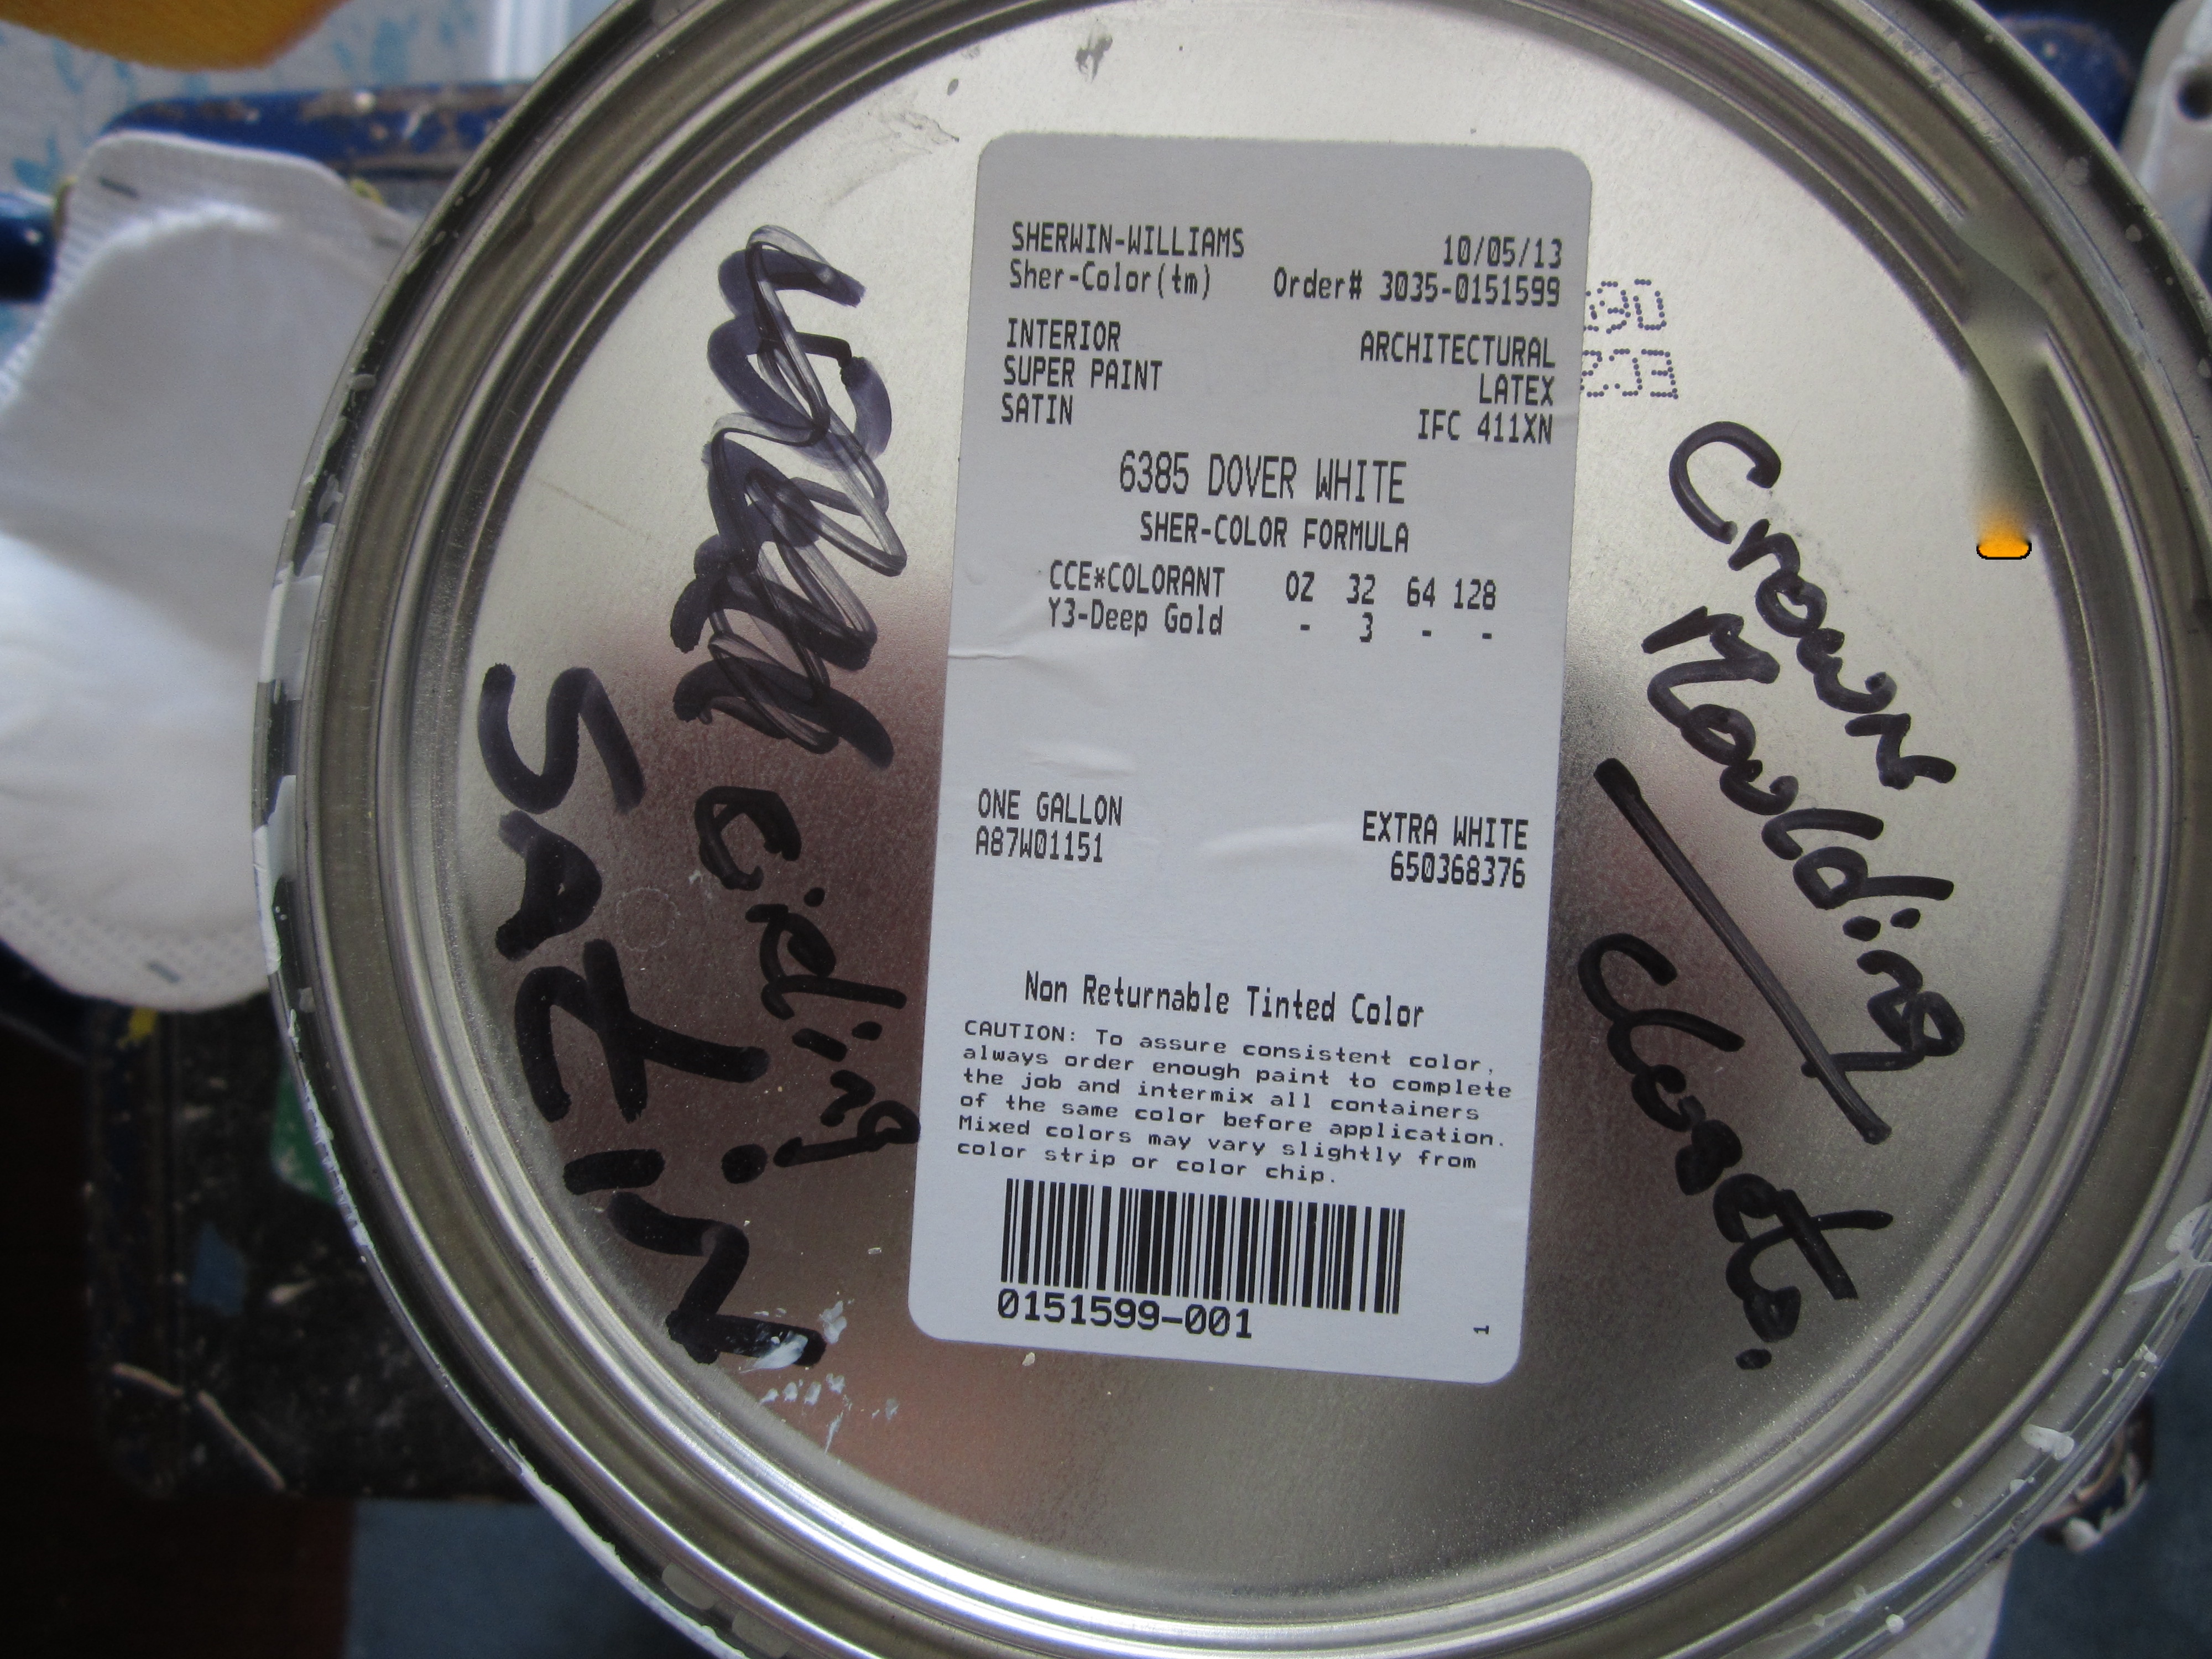 SHERWIN-WILLIAMS 10/05/13
Sher-Color(tm) Order# 3035-0151599
INTERIOR ARCHITECTURAL
SUPER PAINT LATEX
SATIN IFC 411XN
6385 DOVER WHITE
SHER-COLOR FORMULA
CCE*COLORANT OZ 32 64 128
Y3-Deep Gold - 3 - -
ONE GALLON EXTRA WHITE
A87W01151 650368376
Non Returnable Tinted Color
CAUTION: To assure consistent color,
always order enough paint to complete
the job and intermix all containers
of the same color before application.
Mixed colors may vary slightly from
color strip or color chip.
0151599-001
1
Crown
Moulding
Closets.
SATIN